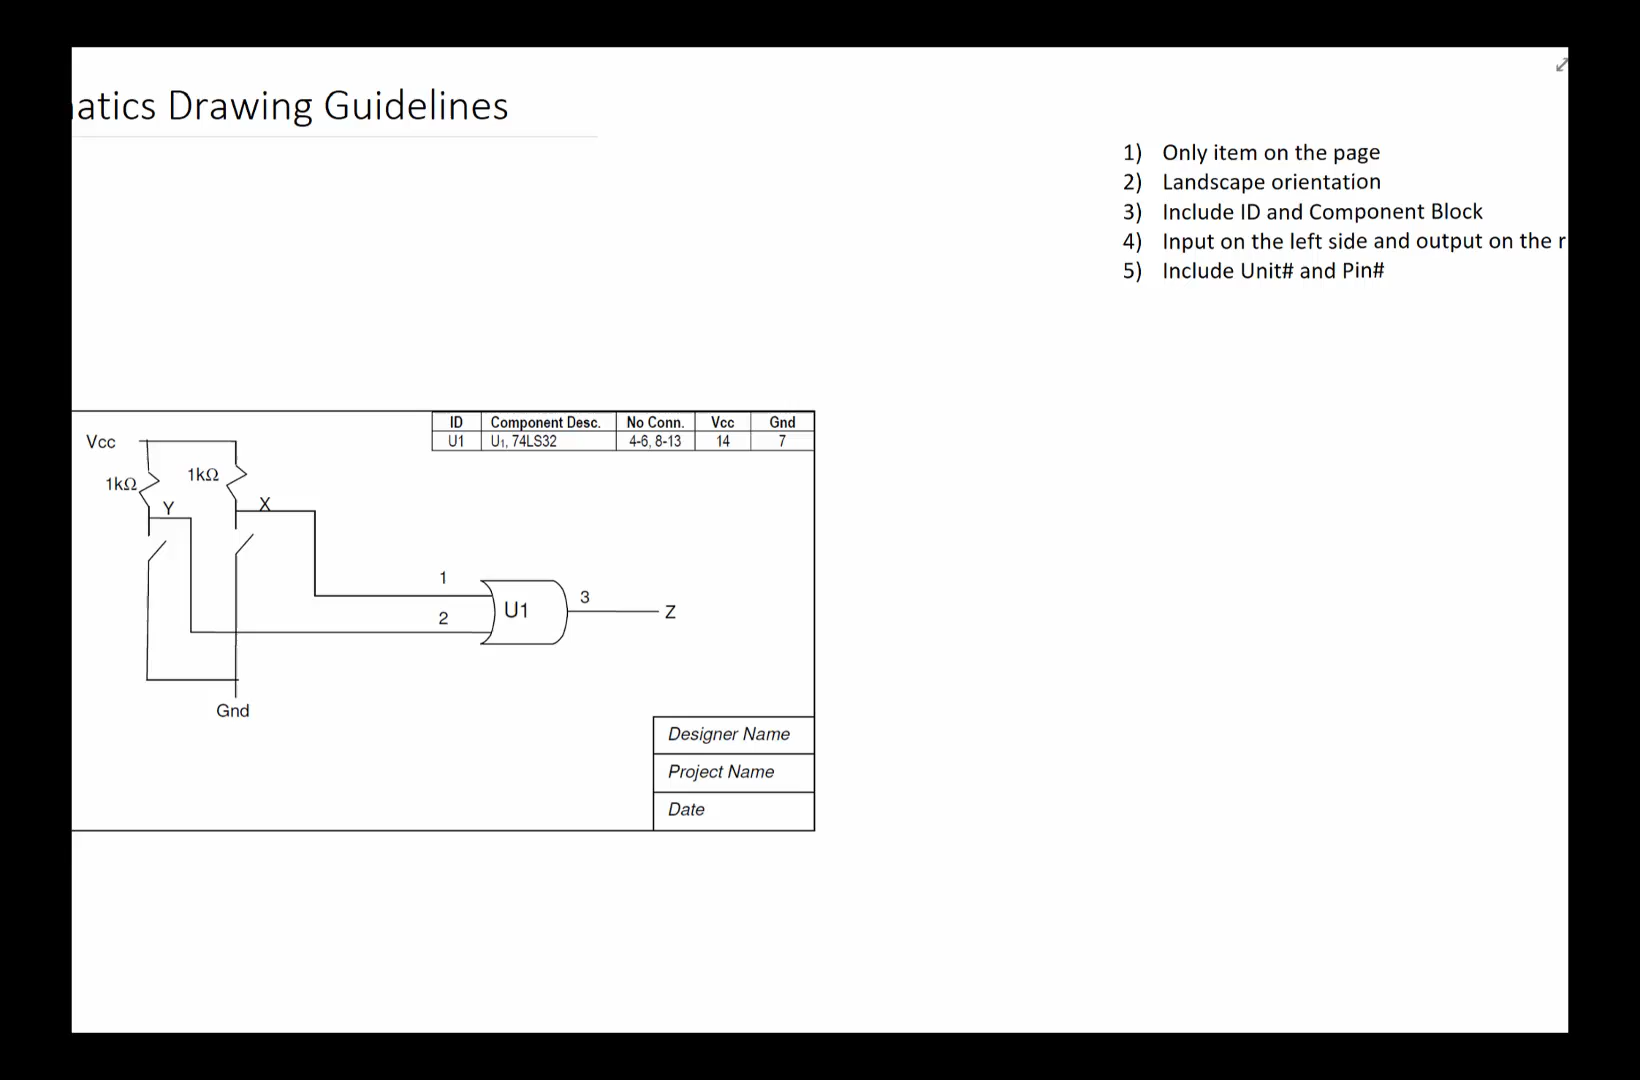 atics Drawing Guidelines
1) Only item on the page
2) Landscape orientation
3) Include ID and Component Block
4) Input on the left side and output on the r
5) Include Unit# and Pin#
ID Component Desc. No Conn. Vcc Gnd
U1 U1, 74LS32 4-6, 8-13 14 7
Vcc
1kΩ 1kΩ
Y X
1
2
U1
3
Z
Gnd
Designer Name
Project Name
Date